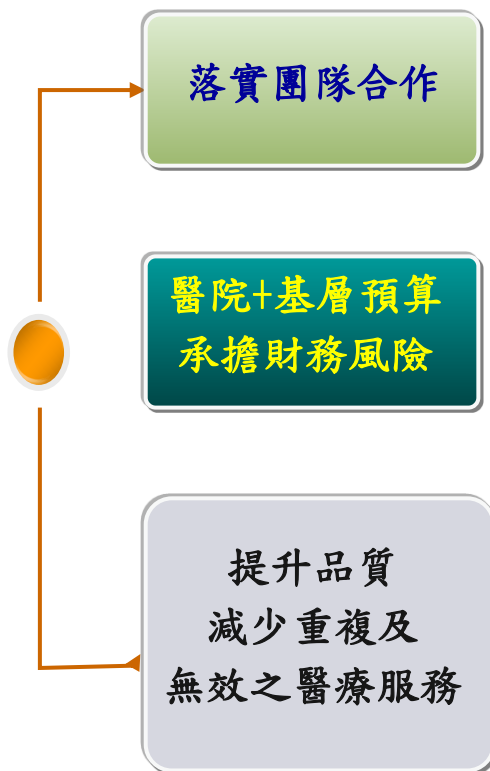 落實團隊合作
醫院+基層預算
承擔財務風險
提升品質
減少重複及
無效之醫療服務